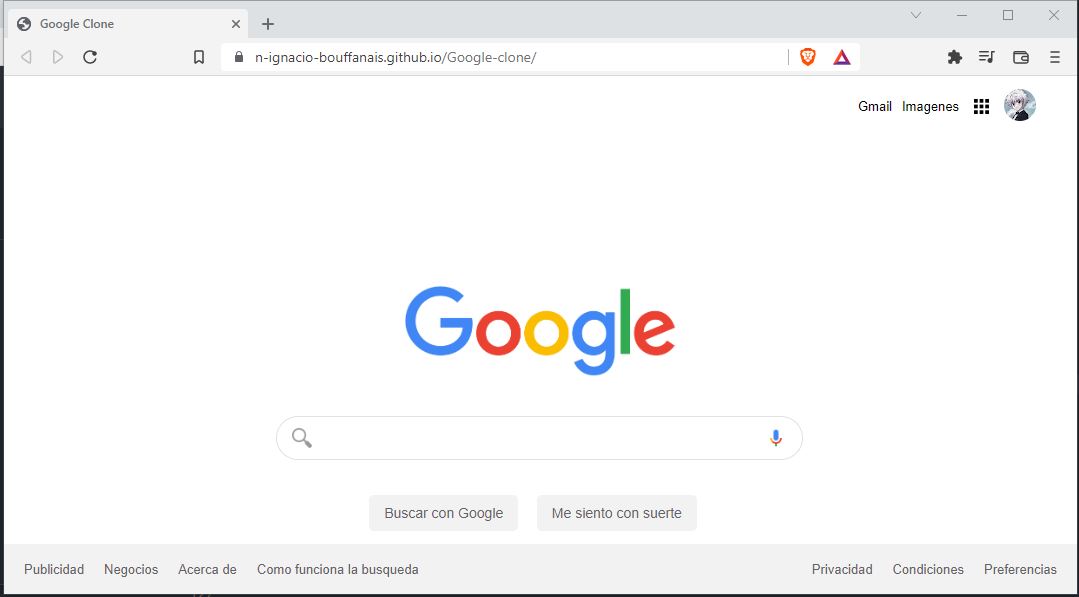 Google Clone
n-ignacio-bouffanais.github.io/Google-clone/
Gmail Imagenes
Google
Buscar con Google Me siento con suerte
Publicidad Negocios Acerca de Como funciona la busqueda Privacidad Condiciones Preferencias